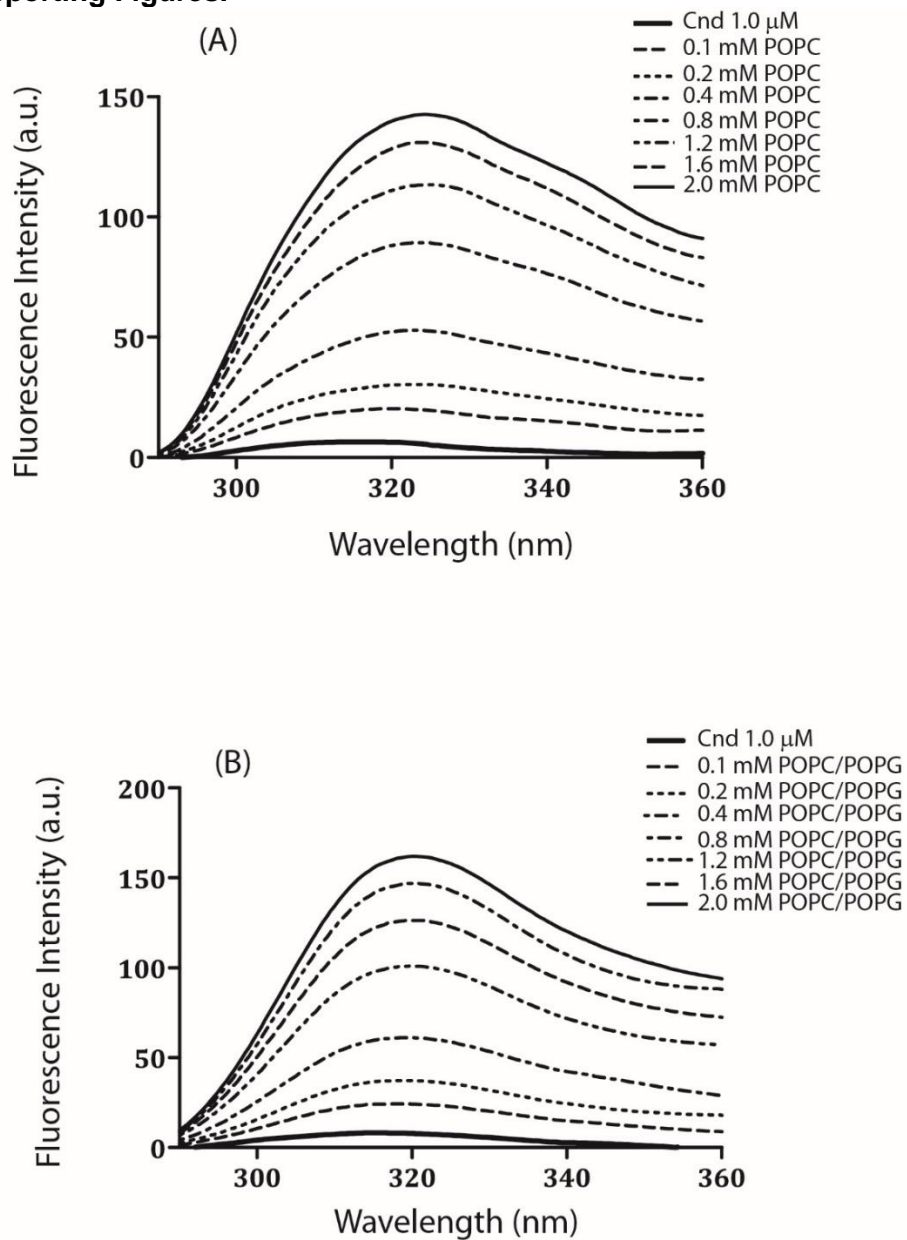 (A)
Cnd 1.0 μM
0.1 mM POPC
0.2 mM POPC
0.4 mM POPC
0.8 mM POPC
1.2 mM POPC
1.6 mM POPC
2.0 mM POPC
Fluorescence Intensity (a.u.)
150
100
50
0
300 320 340 360
Wavelength (nm)
(B)
Cnd 1.0 μM
0.1 mM POPC/POPG
0.2 mM POPC/POPG
0.4 mM POPC/POPG
0.8 mM POPC/POPG
1.2 mM POPC/POPG
1.6 mM POPC/POPG
2.0 mM POPC/POPG
Fluorescence Intensity (a.u.)
200
150
100
50
0
300 320 340 360
Wavelength (nm)